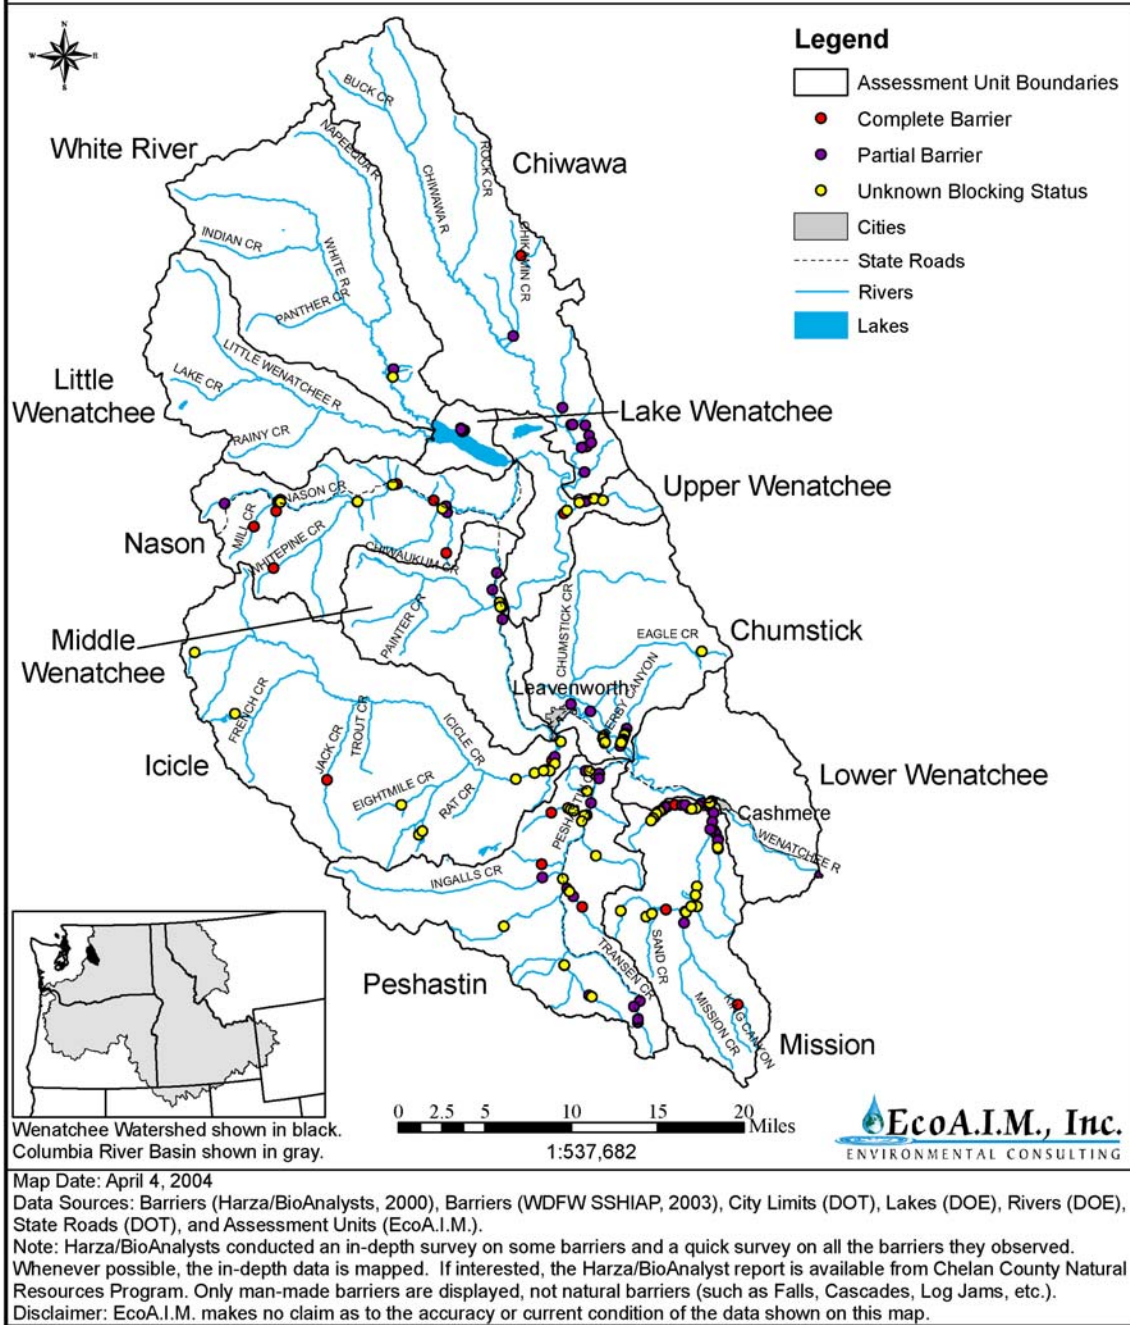 N
W
E
S
Legend
Assessment Unit Boundaries
Complete Barrier
Partial Barrier
Unknown Blocking Status
Cities
State Roads
Rivers
Lakes
White River
BUCK CR
NAPEEQUA R
CHIWAWA R
ROCK CR
Chiwawa
CHIKAMIN CR
INDIAN CR
WHITE R
PANTHER CR
LITTLE WENATCHEE R
LAKE CR
RAINY CR
Little
Wenatchee
Lake Wenatchee
Upper Wenatchee
NASON CR
MILL CR
WHITEPINE CR
Nason
CHIWAUKUM CR
PAINTER CR
Middle
Wenatchee
CHUMSTICK CR
EAGLE CR
Chumstick
DERBY CANYON
Leavenworth
FRENCH CR
JACK CR
TROUT CR
ICICLE CR
Icicle
EIGHTMILE CR
RAT CR
Lower Wenatchee
Cashmere
WENATCHEE R
PESHASTIN CR
INGALLS CR
Peshastin
TRANSEN CR
SAND CR
MISSION CR
KING CANYON
Mission
Wenatchee Watershed shown in black.
Columbia River Basin shown in gray.
0 2.5 5 10 15 20
Miles
1:537,682
EcoA.I.M., Inc.
ENVIRONMENTAL CONSULTING
Map Date: April 4, 2004
Data Sources: Barriers (Harza/BioAnalysts, 2000), Barriers (WDFW SSHIAP, 2003), City Limits (DOT), Lakes (DOE), Rivers (DOE),
State Roads (DOT), and Assessment Units (EcoA.I.M.).
Note: Harza/BioAnalysts conducted an in-depth survey on some barriers and a quick survey on all the barriers they observed.
Whenever possible, the in-depth data is mapped. If interested, the Harza/BioAnalyst report is available from Chelan County Natural
Resources Program. Only man-made barriers are displayed, not natural barriers (such as Falls, Cascades, Log Jams, etc.).
Disclaimer: EcoA.I.M. makes no claim as to the accuracy or current condition of the data shown on this map.